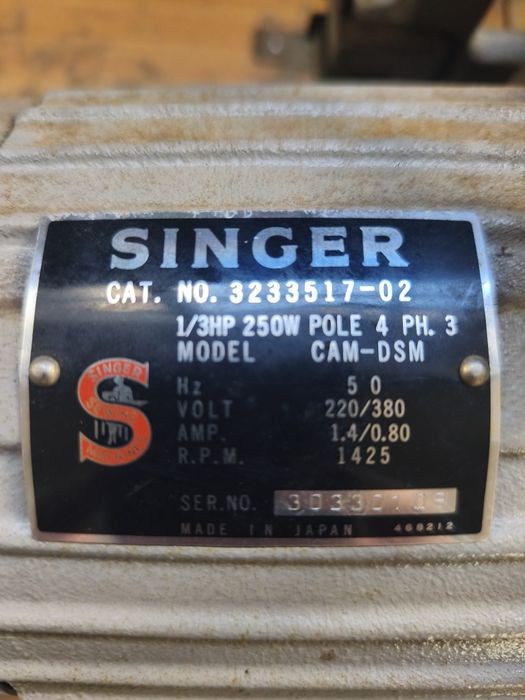 SINGER
CAT. NO. 3233517-02
1/3HP 250W POLE 4 PH. 3
MODEL CAM-DSM
Hz 50
VOLT 220/380
AMP. 1.4/0.80
R.P.M. 1425
SINGER
S
SER.NO.
MADE IN JAPAN 468212